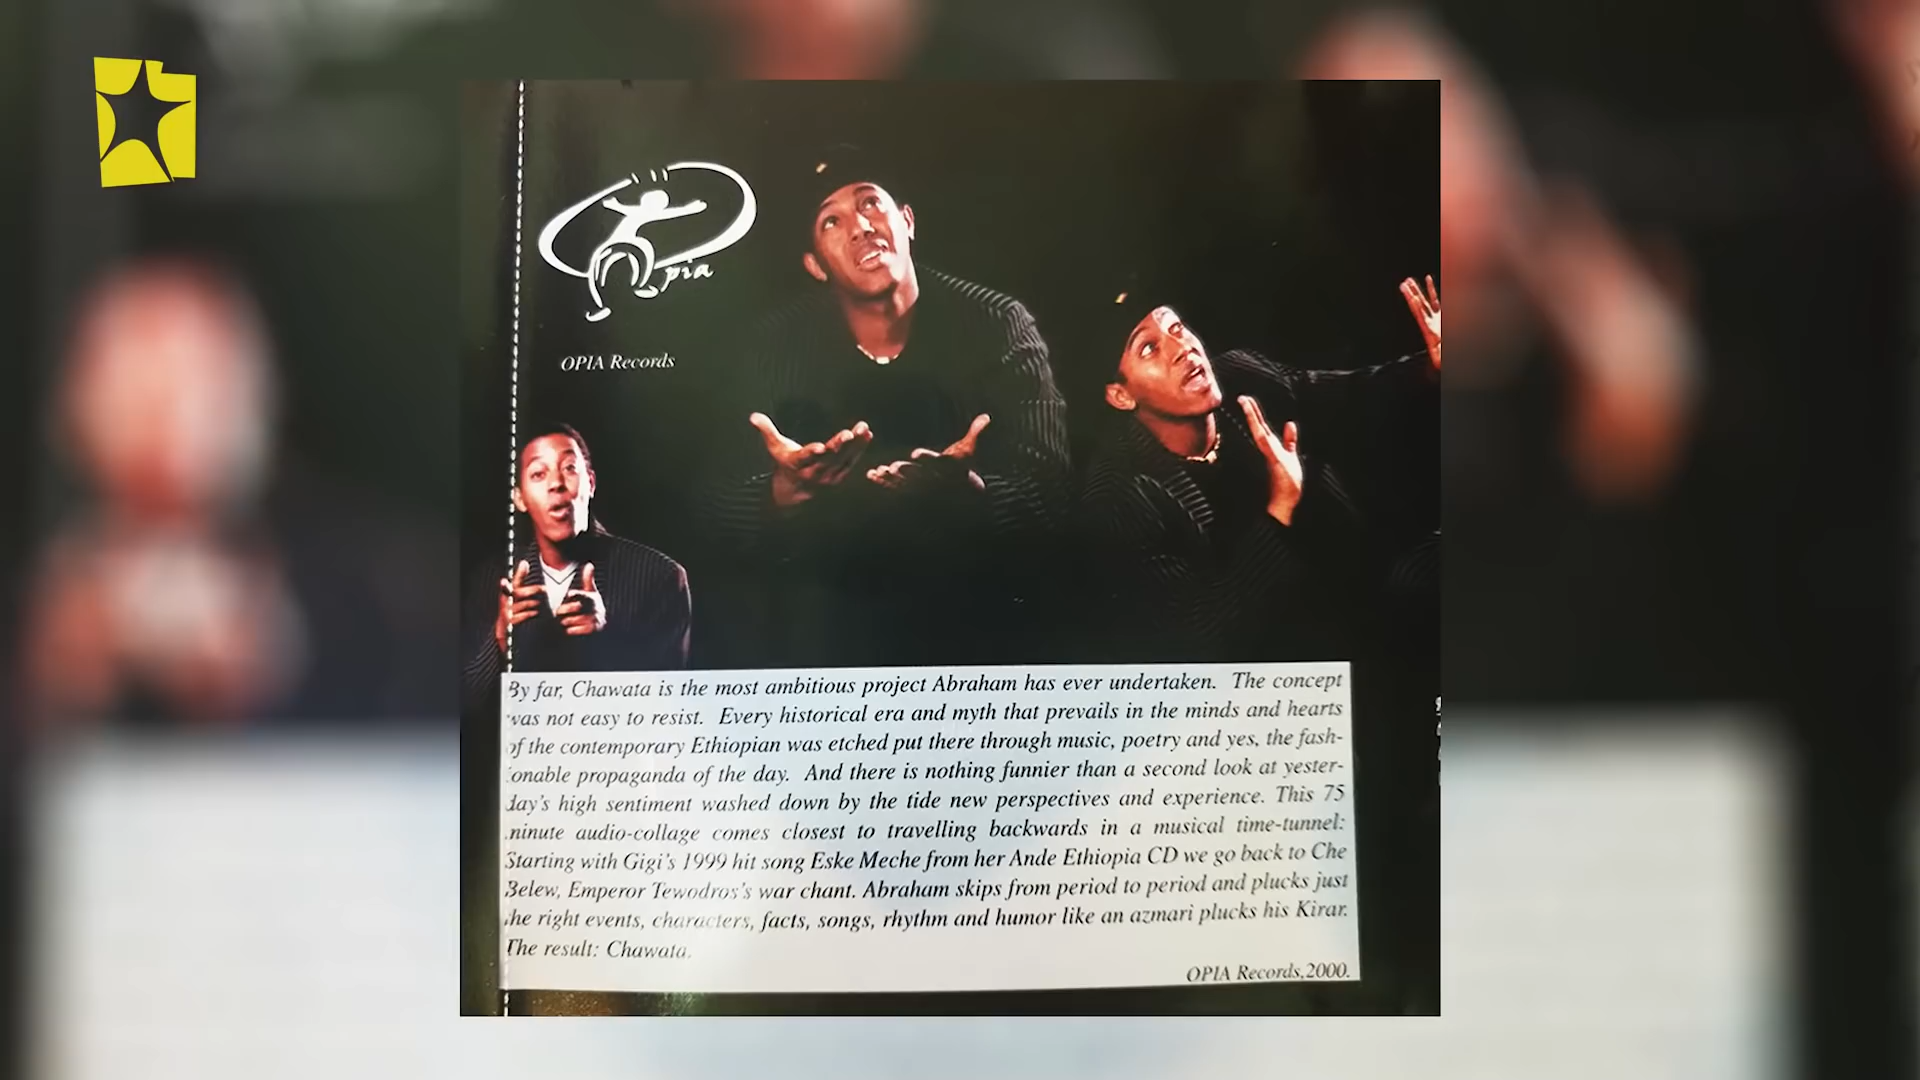 Opia
OPIA Records
By far, Chawata is the most ambitious project Abraham has ever undertaken. The concept
was not easy to resist. Every historical era and myth that prevails in the minds and hearts
of the contemporary Ethiopian was etched put there through music, poetry and yes, the fash-
ionable propaganda of the day. And there is nothing funnier than a second look at yester-
day's high sentiment washed down by the tide new perspectives and experience. This 75
minute audio-collage comes closest to travelling backwards in a musical time-tunnel:
Starting with Gigi's 1999 hit song Eske Meche from her Ande Ethiopia CD we go back to Che
Belew, Emperor Tewodros's war chant. Abraham skips from period to period and plucks just
the right events, characters, facts, songs, rhythm and humor like an azmari plucks his Kirar.
The result: Chawata.
OPIA Records,2000.